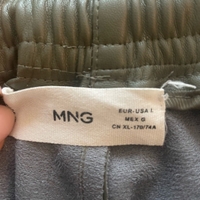 MNG
EUR-USA L
MEX G
CN XL-170/74A